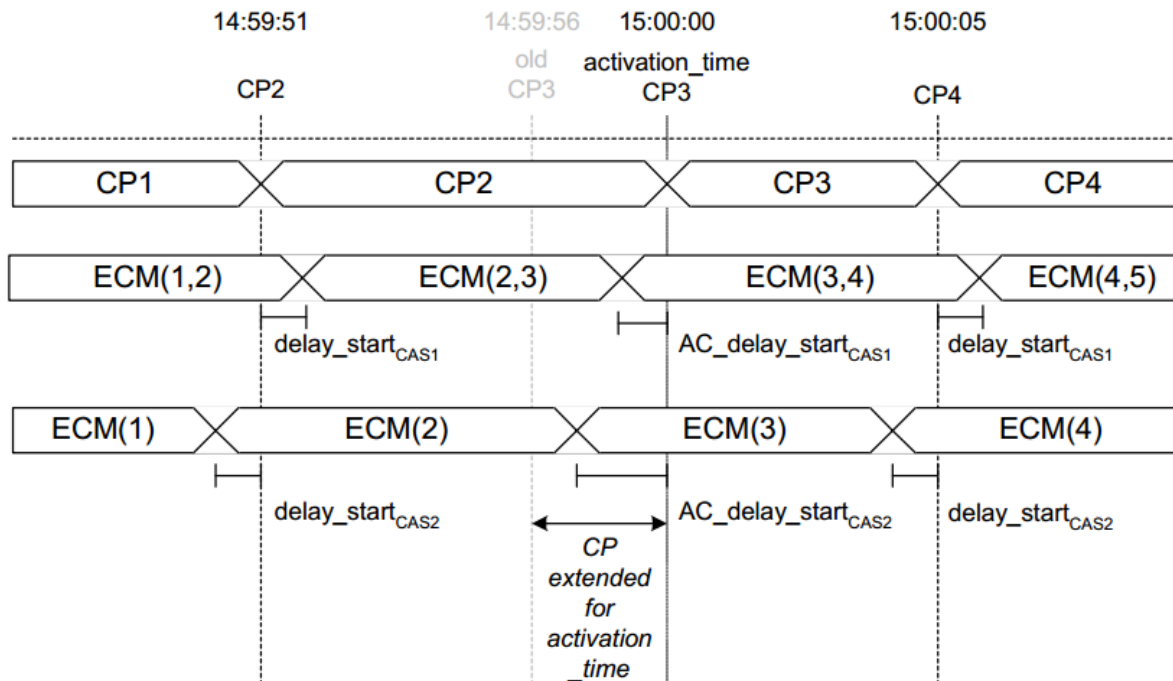 14:59:51 14:59:56 15:00:00 15:00:05
old activation_time
CP2 CP3 CP3 CP4
CP1 CP2 CP3 CP4
ECM(1,2) ECM(2,3) ECM(3,4) ECM(4,5)
delay_startCAS1 AC_delay_startCAS1 delay_startCAS1
ECM(1) ECM(2) ECM(3) ECM(4)
delay_startCAS2 AC_delay_startCAS2 delay_startCAS2
CP
extended
for
activation
_time